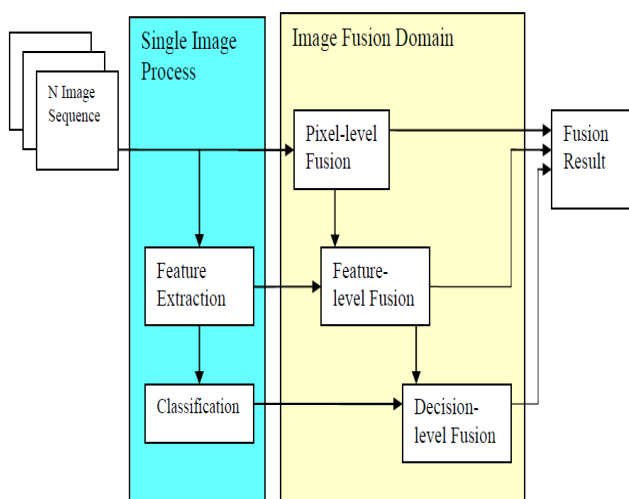 Single Image
Process
Image Fusion Domain
N Image
Sequence
Pixel-level
Fusion
Fusion
Result
Feature
Extraction
Feature-
level Fusion
Classification
Decision-
level Fusion